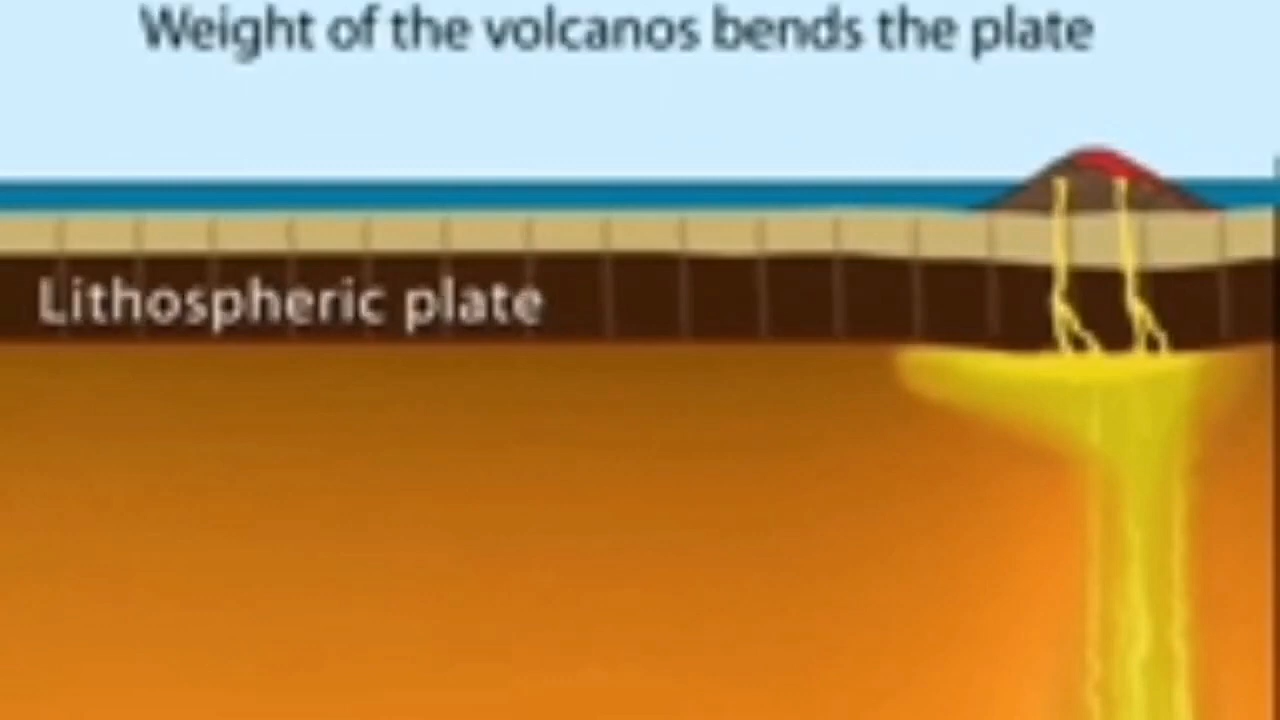 Weight of the volcanos bends the plate
Lithospheric plate